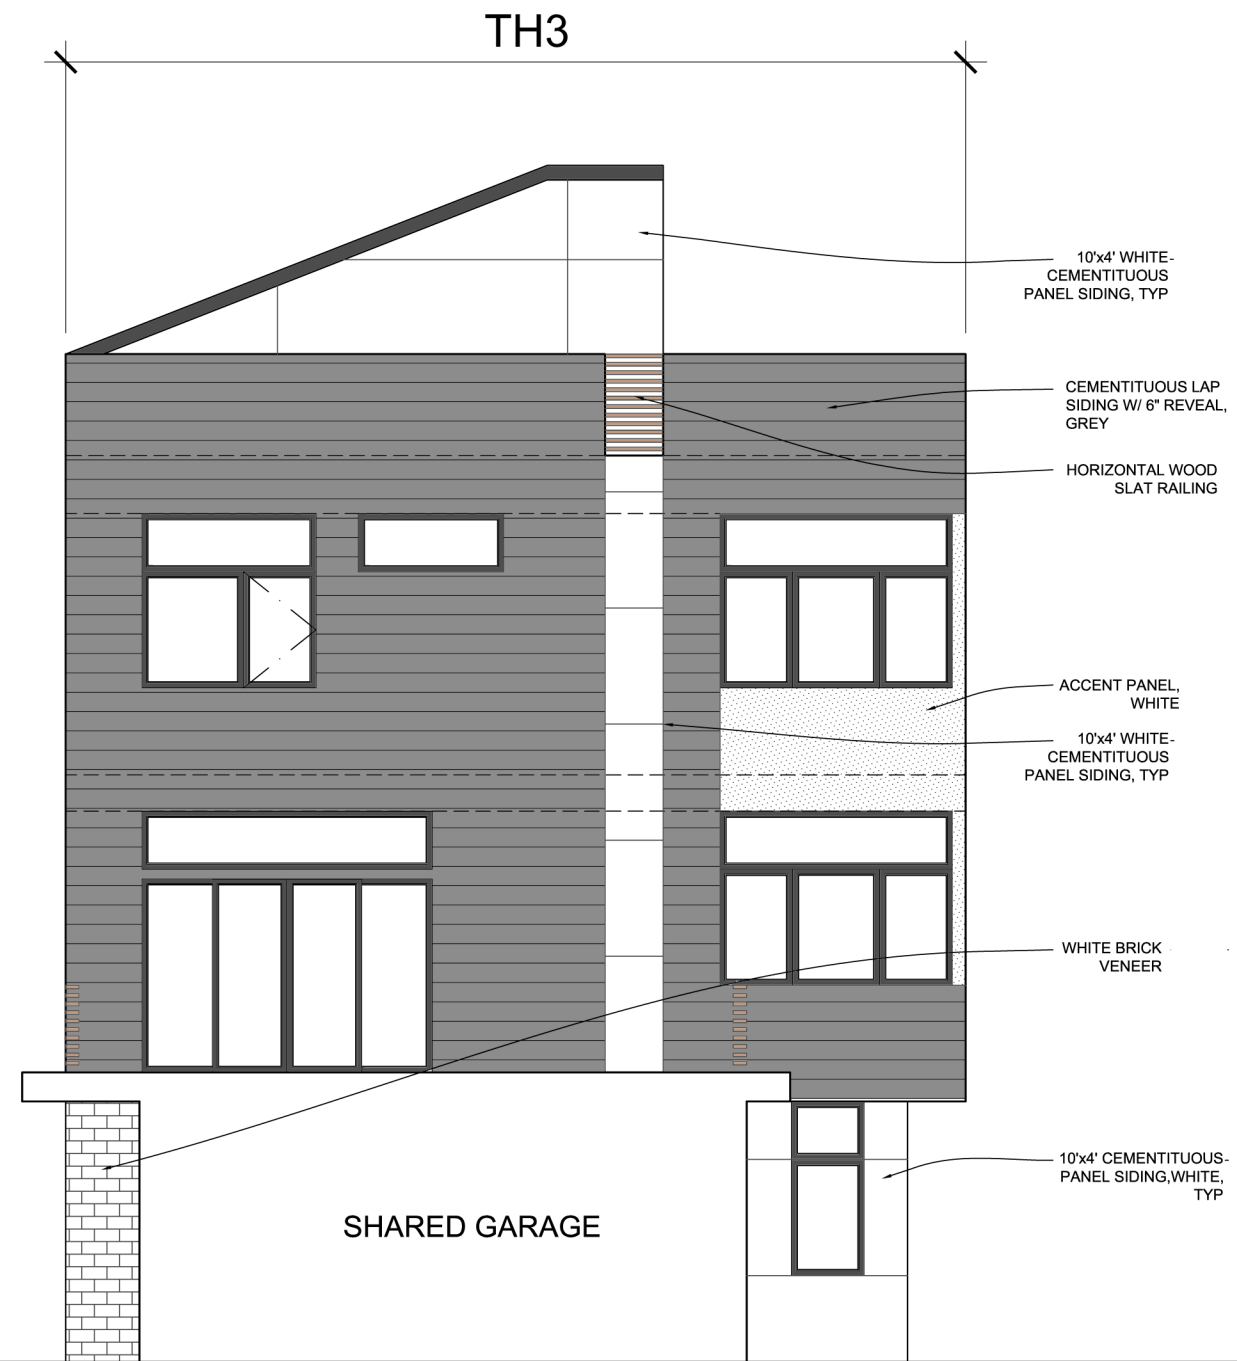 TH3
10'x4' WHITE-
CEMENTITUOUS
PANEL SIDING, TYP
CEMENTITUOUS LAP
SIDING W/ 6" REVEAL,
GREY
HORIZONTAL WOOD
SLAT RAILING
ACCENT PANEL,
WHITE
10'x4' WHITE-
CEMENTITUOUS
PANEL SIDING, TYP
WHITE BRICK
VENEER
10'x4' CEMENTITUOUS-
PANEL SIDING,WHITE,
TYP
SHARED GARAGE